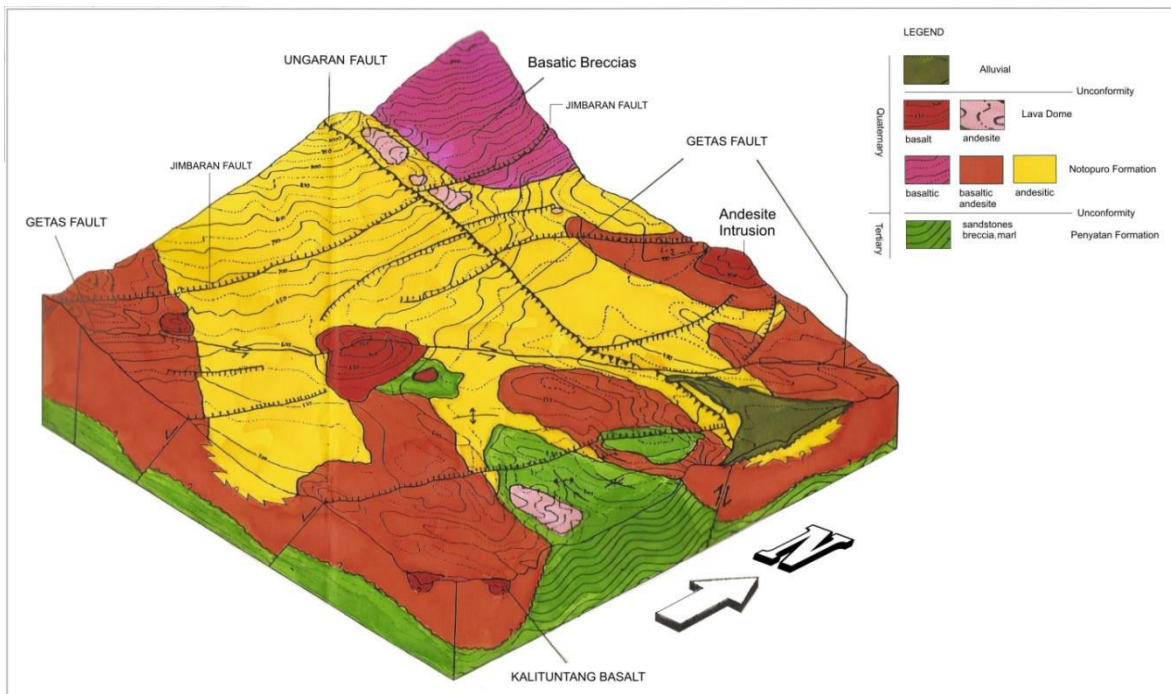 UNGARAN FAULT
Basatic Breccias
JIMBARAN FAULT
GETAS FAULT
JIMBARAN FAULT
GETAS FAULT
Andesite
Intrusion
KALITUNTANG BASALT
N
LEGEND
Quaternary
Tertiary
Alluvial
Unconformity
basalt
andesite
Lava Dome
basaltic
basaltic
andesite
andesitic
Notopuro Formation
Unconformity
sandstones
breccia, marl
Penyatan Formation